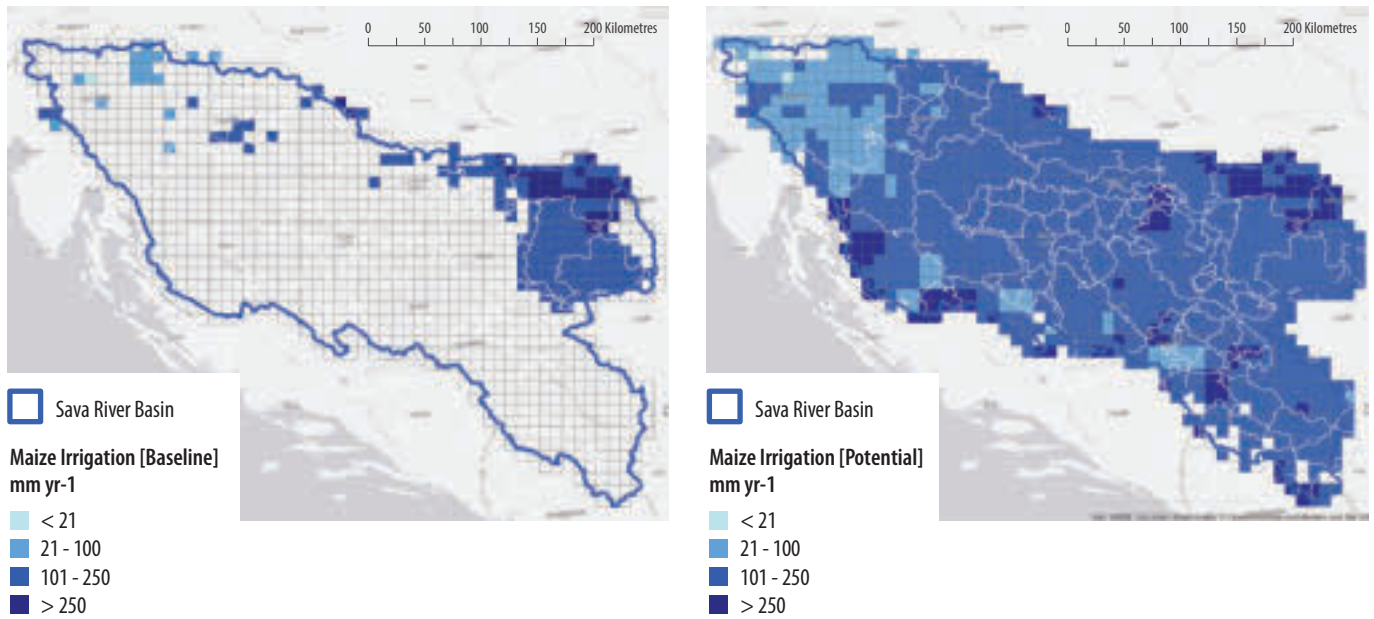 0 50 100 150 200 Kilometres
Sava River Basin
Maize Irrigation [Baseline]
mm yr-1
< 21
21 - 100
101 - 250
> 250
0 50 100 150 200 Kilometres
Sava River Basin
Maize Irrigation [Potential]
mm yr-1
< 21
21 - 100
101 - 250
> 250